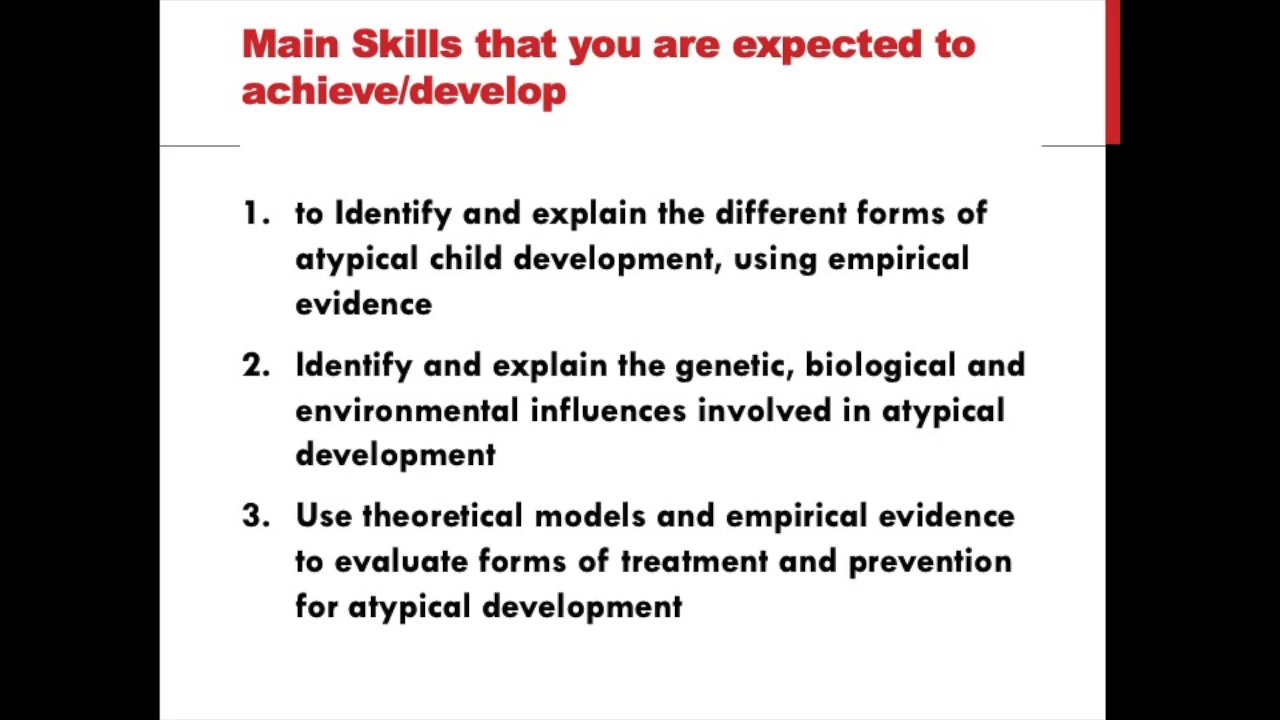 Main Skills that you are expected to
achieve/develop
1. to Identify and explain the different forms of
atypical child development, using empirical
evidence
2. Identify and explain the genetic, biological and
environmental influences involved in atypical
development
3. Use theoretical models and empirical evidence
to evaluate forms of treatment and prevention
for atypical development